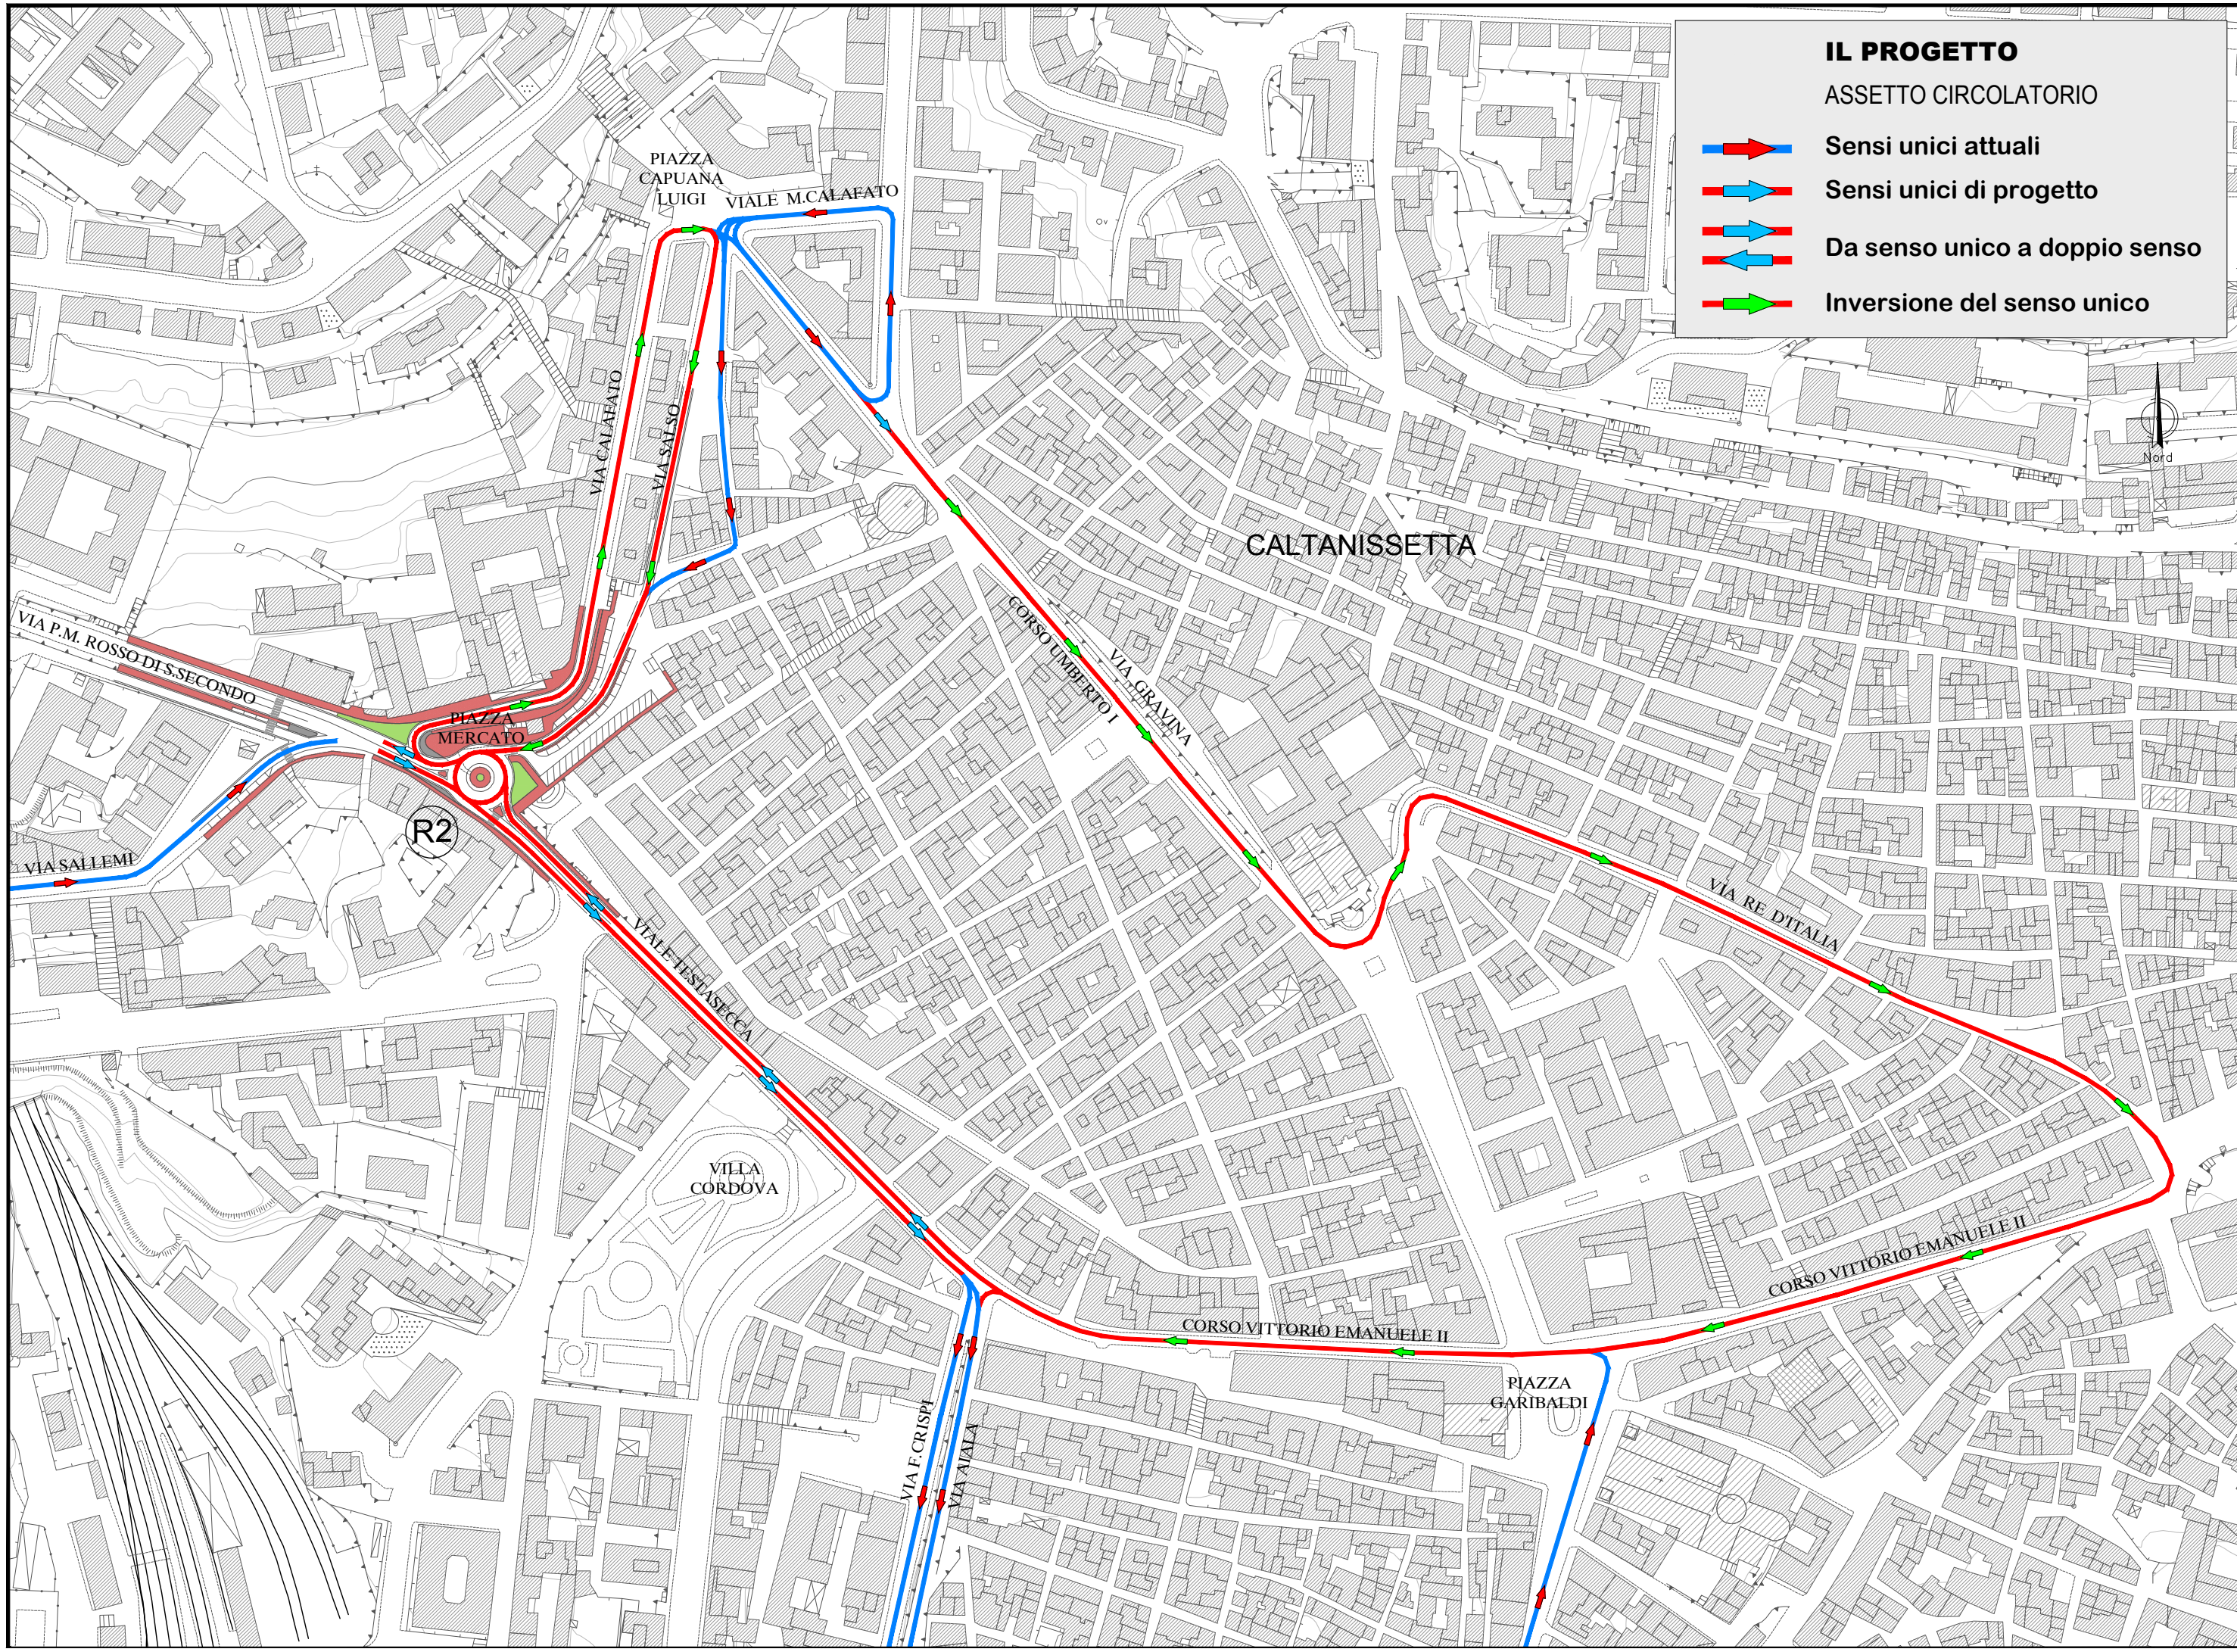 IL PROGETTO
ASSETTO CIRCOLATORIO
Sensi unici attuali
Sensi unici di progetto
Da senso unico a doppio senso
Inversione del senso unico
PIAZZA
CAPUANA
LUIGI
VIALE M.CALAFATO
Nord
VIA CALAFATO
VIA SALSO
CALTANISSETTA
VIA P.M. ROSSO DI S.SECONDO
CORSO UMBERTO I
VIA GRAVINA
PIAZZA
MERCATO
R2
VIA SALLEMI
VIA RE D'ITALIA
VIALE TESTASECCA
VILLA
CORDOVA
CORSO VITTORIO EMANUELE II
CORSO VITTORIO EMANUELE II
PIAZZA
GARIBALDI
VIA F.CRISPI
VIA AIALA